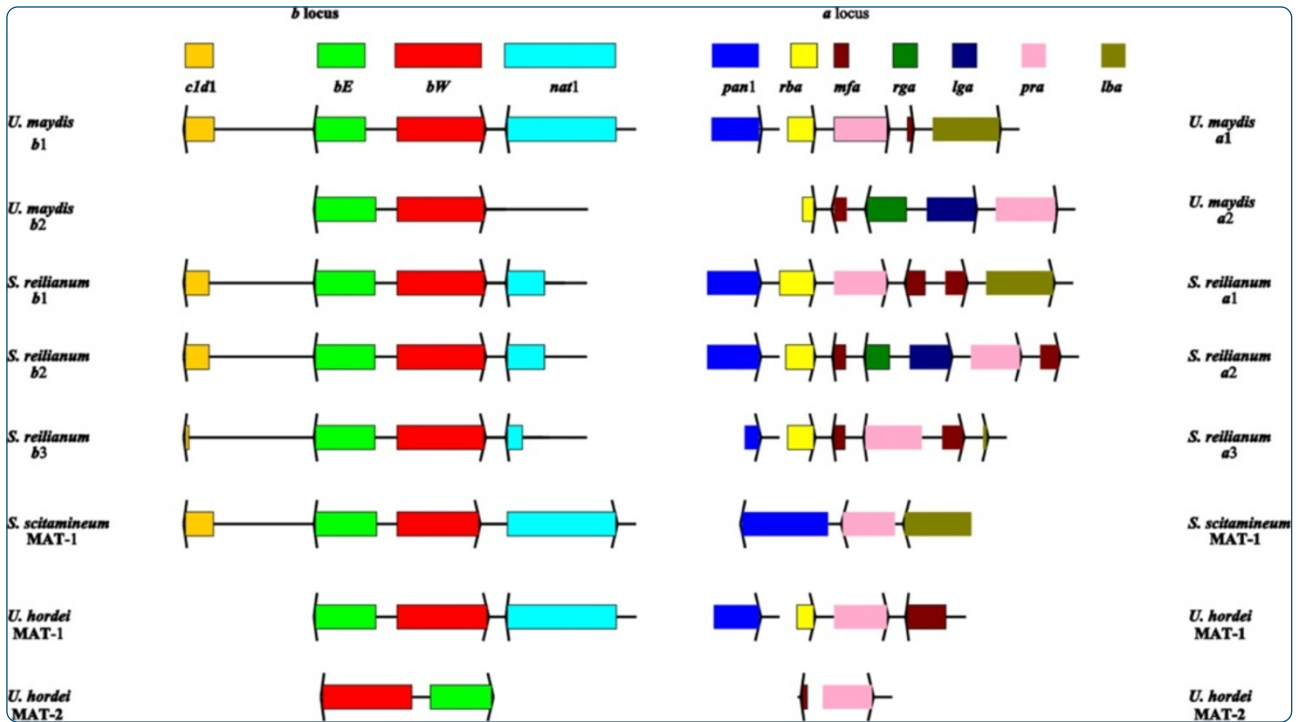 b locus a locus
c1d1 bE bW nat1 pan1 rba mfa rga lga pra lba
U. maydis U. maydis
b1 a1
U. maydis U. maydis
b2 a2
S. reilianum S. reilianum
b1 a1
S. reilianum S. reilianum
b2 a2
S. reilianum S. reilianum
b3 a3
S. scitamineum S. scitamineum
MAT-1 MAT-1
U. hordei U. hordei
MAT-1 MAT-1
U. hordei U. hordei
MAT-2 MAT-2